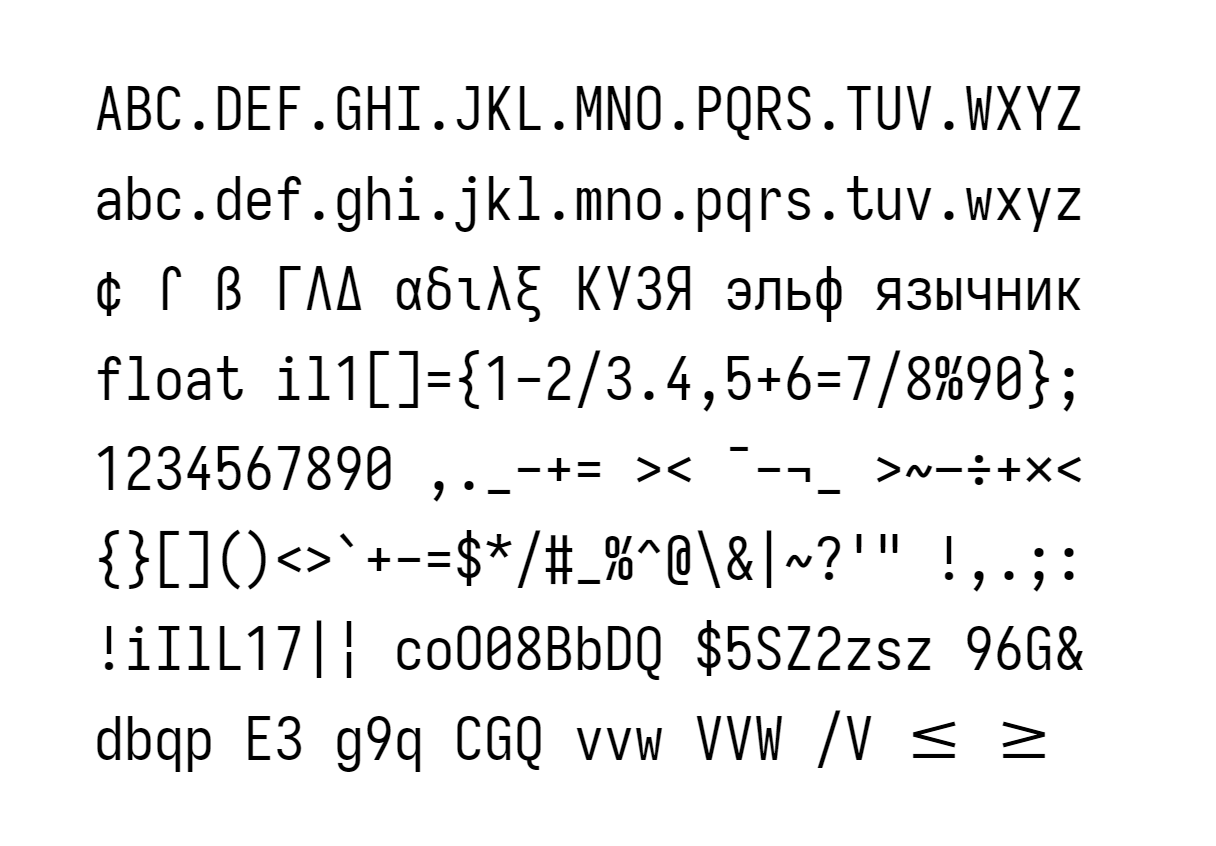 ABC.DEF.GHI.JKL.MNO.PQRS.TUV.WXYZ
abc.def.ghi.jkl.mno.pqrs.tuv.wxyz
¢ ſ ß ΓΛΔ αδιλξ КУЗЯ эльф язычник
float il1[]={1-2/3.4,5+6=7/8%90};
1234567890 ,._-+= >< ¯-¬_ >~–÷+×<
{}[]()<>`+-=$*/#_%^@\&|~?'" !,.;:
!iIlL17|¦ coO08BbDQ $5SZ2zsz 96G&
dbqp E3 g9q CGQ vvw VVW /V ≤ ≥